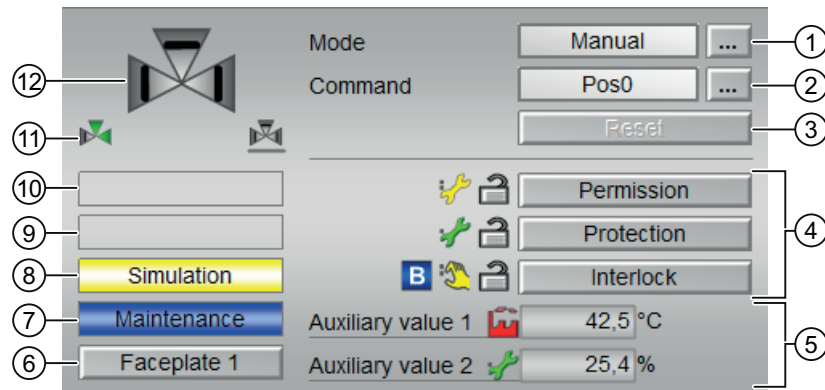 Mode Manual ... 1
Command Pos0 ... 2
Reset 3
12
11
10 Permission
9 Protection 4
8 Simulation B Interlock
7 Maintenance Auxiliary value 1 42,5 °C
5
6 Faceplate 1 Auxiliary value 2 25,4 %